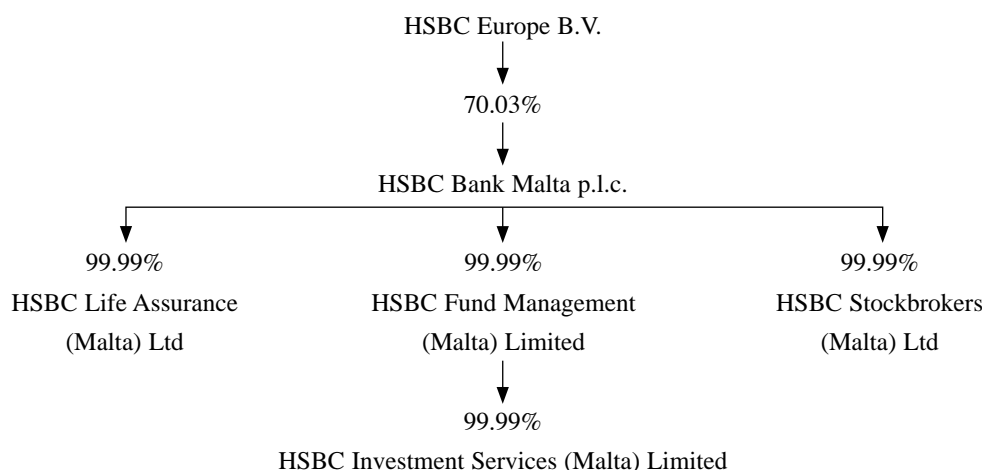 HSBC Europe B.V.
70.03%
HSBC Bank Malta p.l.c.
99.99%
HSBC Life Assurance
(Malta) Ltd
99.99%
HSBC Fund Management
(Malta) Limited
99.99%
HSBC Stockbrokers
(Malta) Ltd
99.99%
HSBC Investment Services (Malta) Limited